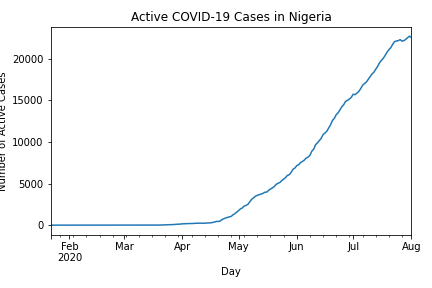 Active COVID-19 Cases in Nigeria
Number of Active Cases
20000
15000
10000
5000
0
Feb Mar Apr May Jun Jul Aug
2020
Day